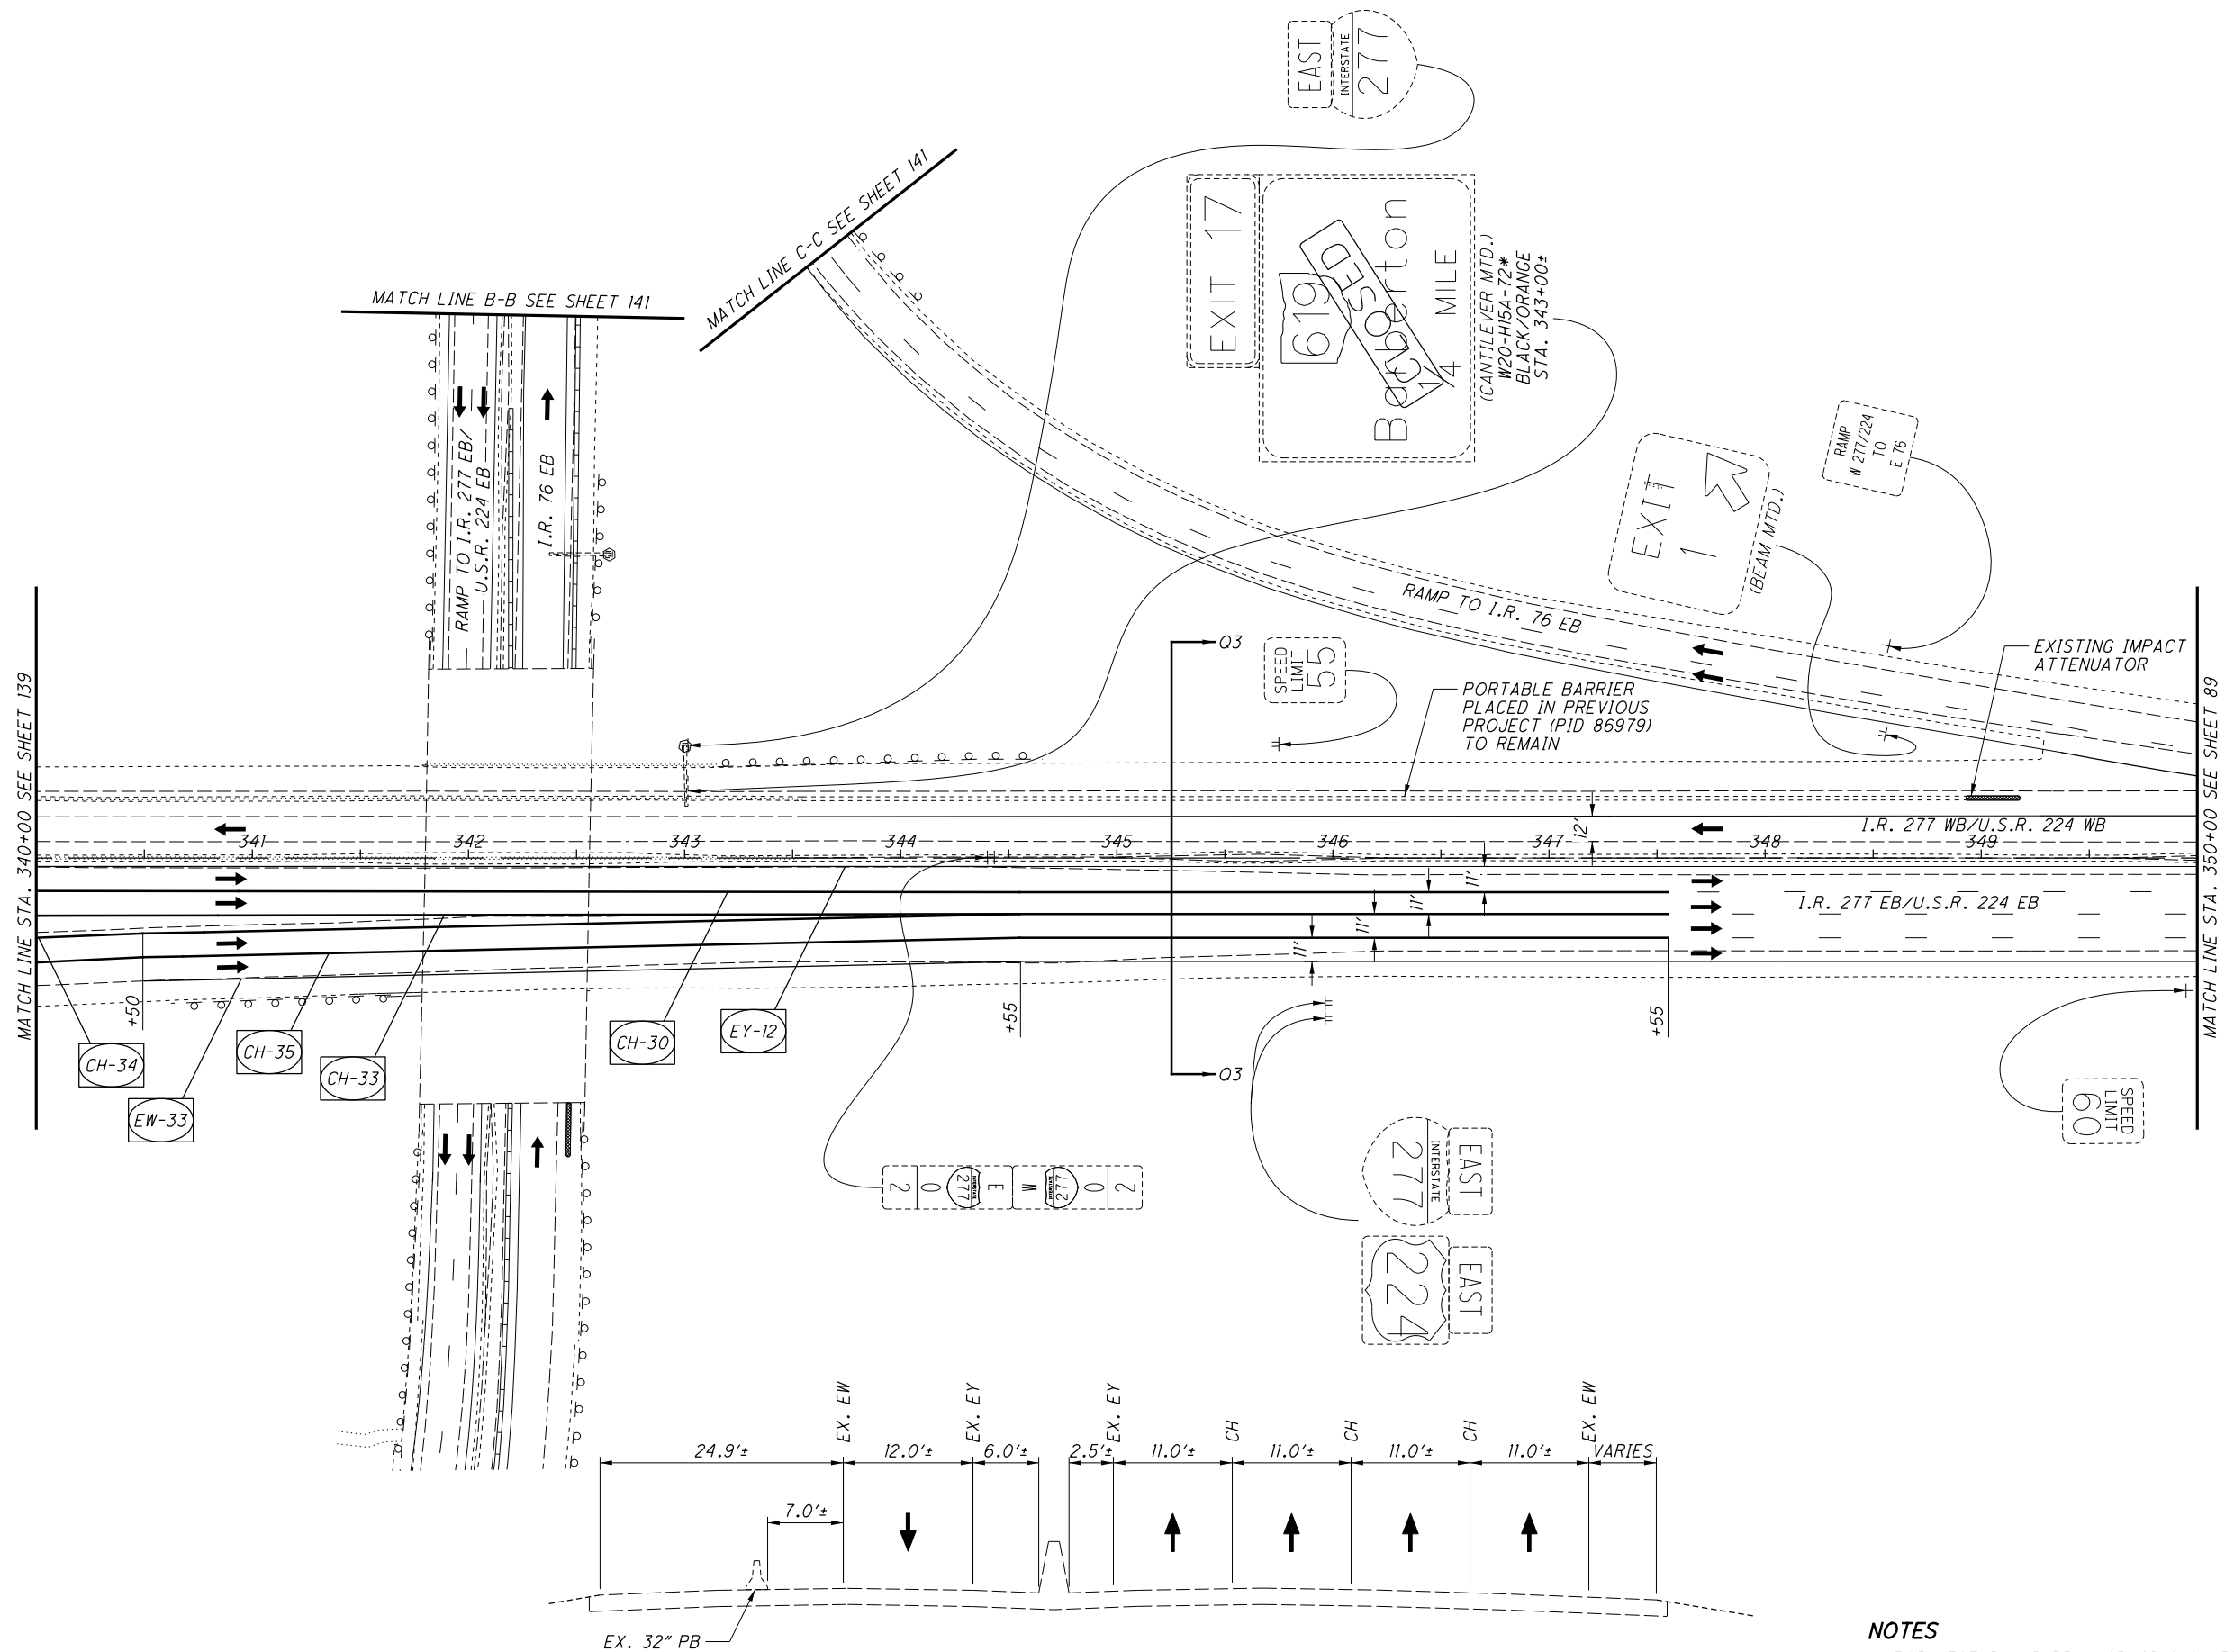 EAST
INTERSTATE
277
MATCH LINE C-C SEE SHEET 141
MATCH LINE B-B SEE SHEET 141
EXIT 17
619
Barberton
CLOSED
1/4 MILE
(CANTILEVER MTD.)
W20-H15A-72*
BLACK/ORANGE
STA. 343+00±
RAMP
W 277/224
TO
E 76
EXIT
1
(BEAM MTD.)
RAMP TO I.R. 277 EB/
U.S.R. 224 EB
I.R. 76 EB
RAMP TO I.R. 76 EB
Q3
SPEED
LIMIT
55
EXISTING IMPACT
ATTENUATOR
PORTABLE BARRIER
PLACED IN PREVIOUS
PROJECT (PID 86979)
TO REMAIN
MATCH LINE STA. 340+00 SEE SHEET 139
MATCH LINE STA. 350+00 SEE SHEET 89
341
342
343
344
345
346
347
348
349
12'
I.R. 277 WB/U.S.R. 224 WB
11'
11'
11'
11'
I.R. 277 EB/U.S.R. 224 EB
+50
+55
+55
CH-34
EW-33
CH-35
CH-33
CH-30
EY-12
Q3
SPEED
LIMIT
60
2 0 277 E
W 277 0 2
EAST
INTERSTATE
277
EAST
224
EX. EW
EX. EY
EX. EY
CH
CH
CH
EX. EW
24.9'±
12.0'±
6.0'±
2.5'±
11.0'±
11.0'±
11.0'±
11.0'±
VARIES
7.0'±
EX. 32" PB
NOTES